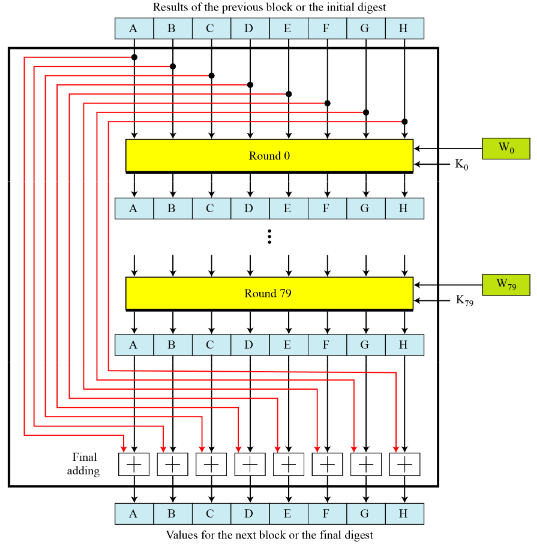 Results of the previous block or the initial digest
A B C D E F G H
Round 0
W0
K0
A B C D E F G H
Round 79
W79
K79
A B C D E F G H
Final
adding
+ + + + + + + +
A B C D E F G H
Values for the next block or the final digest